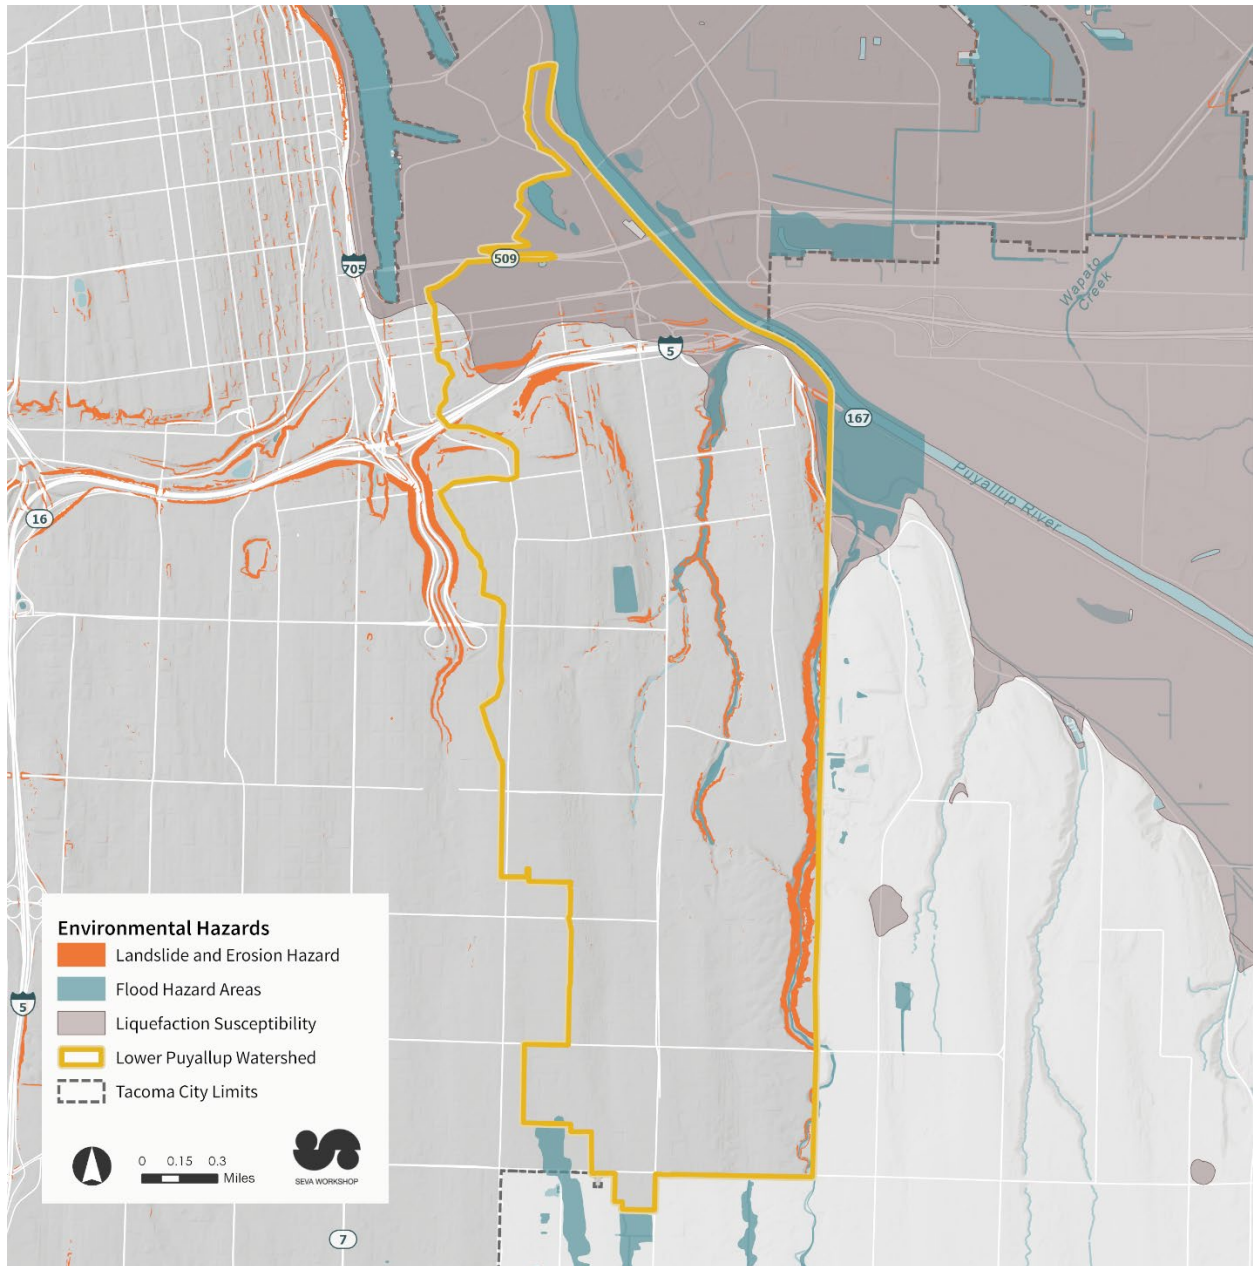 705
509
5
167
Wapato
Creek
Puyallup River
16
Environmental Hazards
Landslide and Erosion Hazard
Flood Hazard Areas
Liquefaction Susceptibility
Lower Puyallup Watershed
Tacoma City Limits
5
0 0.15 0.3
Miles
SEVA WORKSHOP
7